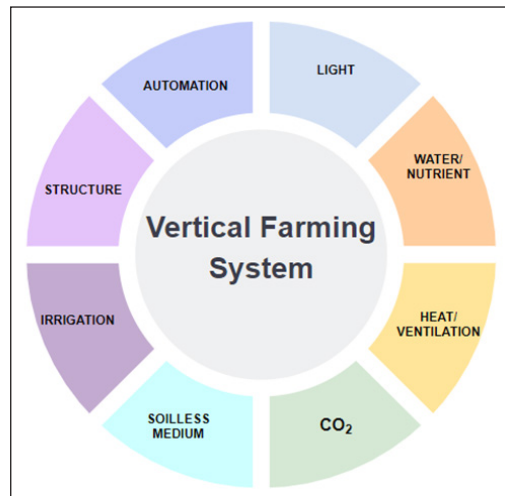 AUTOMATION
LIGHT
WATER/
NUTRIENT
HEAT/
VENTILATION
CO₂
SOILLESS
MEDIUM
IRRIGATION
STRUCTURE
Vertical Farming
System